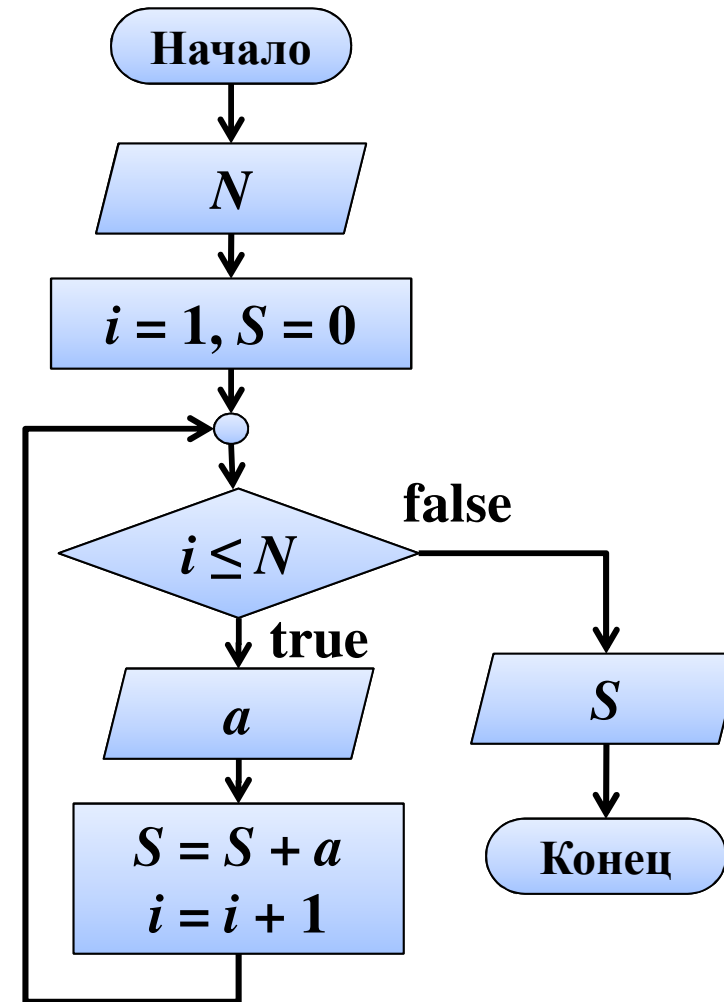 Начало
N
i = 1, S = 0
i ≤ N
false
true
a
S = S + a
i = i + 1
S
Конец